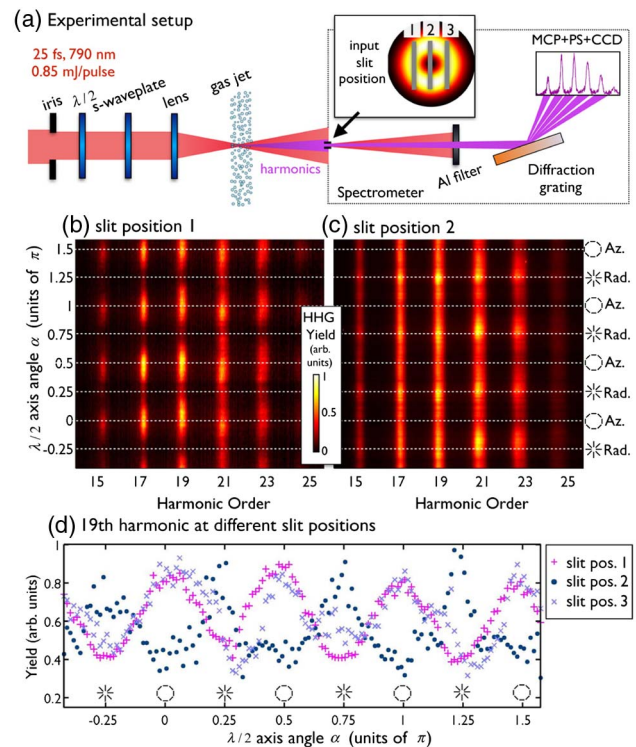 (a) Experimental setup
25 fs, 790 nm
0.85 mJ/pulse
iris
λ/2
s-waveplate
lens
gas jet
harmonics
input
slit
position
1 2 3
MCP+PS+CCD
Spectrometer
Al filter
Diffraction
grating
(b) slit position 1
(c) slit position 2
λ/2 axis angle α (units of π)
1.5
1.25
1
0.75
0.5
0.25
0
-0.25
HHG
Yield
(arb.
units)
1
0.5
0
Az.
Rad.
Az.
Rad.
Az.
Rad.
Az.
Rad.
15 17 19 21 23 25
Harmonic Order
15 17 19 21 23 25
Harmonic Order
(d) 19th harmonic at different slit positions
Yield (arb. units)
1
0.8
0.6
0.4
0.2
-0.25 0 0.25 0.5 0.75 1 1.25 1.5
λ/2 axis angle α (units of π)
slit pos. 1
slit pos. 2
slit pos. 3